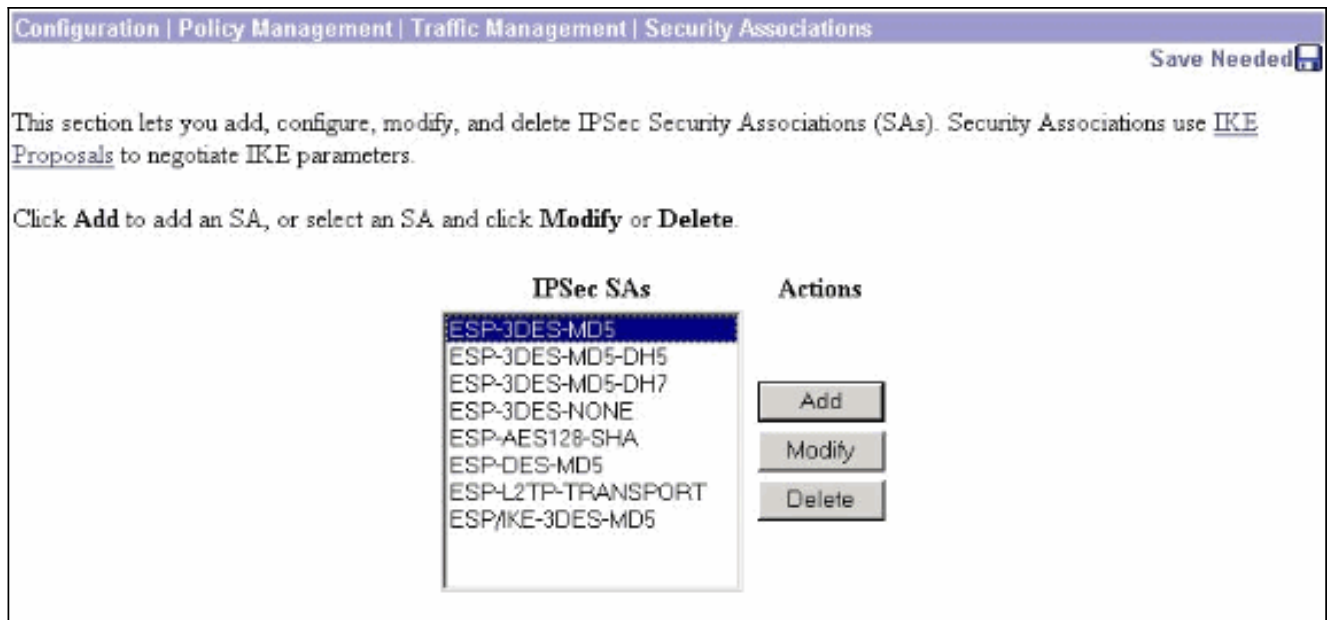 Configuration | Policy Management | Traffic Management | Security Associations
Save Needed
This section lets you add, configure, modify, and delete IPSec Security Associations (SAs). Security Associations use IKE
Proposals to negotiate IKE parameters.
Click Add to add an SA, or select an SA and click Modify or Delete.
IPSec SAs
Actions
ESP-3DES-MD5
ESP-3DES-MD5-DH5
ESP-3DES-MD5-DH7
ESP-3DES-NONE
ESP-AES128-SHA
ESP-DES-MD5
ESP-L2TP-TRANSPORT
ESP/IKE-3DES-MD5
Add
Modify
Delete